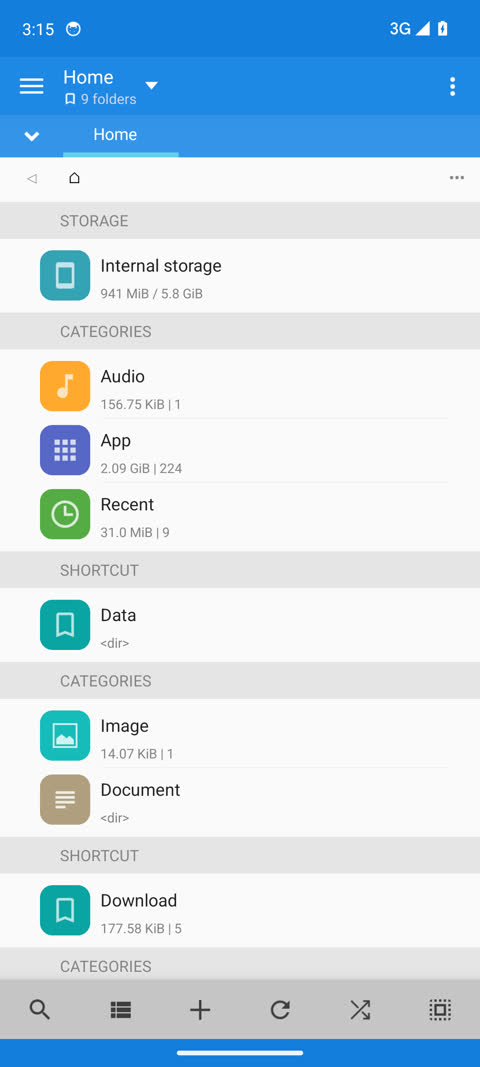 3:15
3G
Home
9 folders
Home
STORAGE
Internal storage
941 MiB / 5.8 GiB
CATEGORIES
Audio
156.75 KiB | 1
App
2.09 GiB | 224
Recent
31.0 MiB | 9
SHORTCUT
Data
<dir>
CATEGORIES
Image
14.07 KiB | 1
Document
<dir>
SHORTCUT
Download
177.58 KiB | 5
CATEGORIES